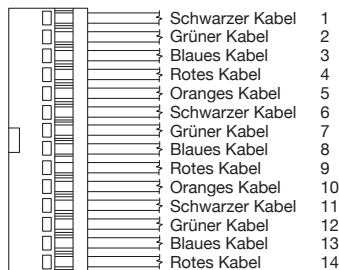 Schwarzer Kabel 1
Grüner Kabel 2
Blaues Kabel 3
Rotes Kabel 4
Oranges Kabel 5
Schwarzer Kabel 6
Grüner Kabel 7
Blaues Kabel 8
Rotes Kabel 9
Oranges Kabel 10
Schwarzer Kabel 11
Grüner Kabel 12
Blaues Kabel 13
Rotes Kabel 14